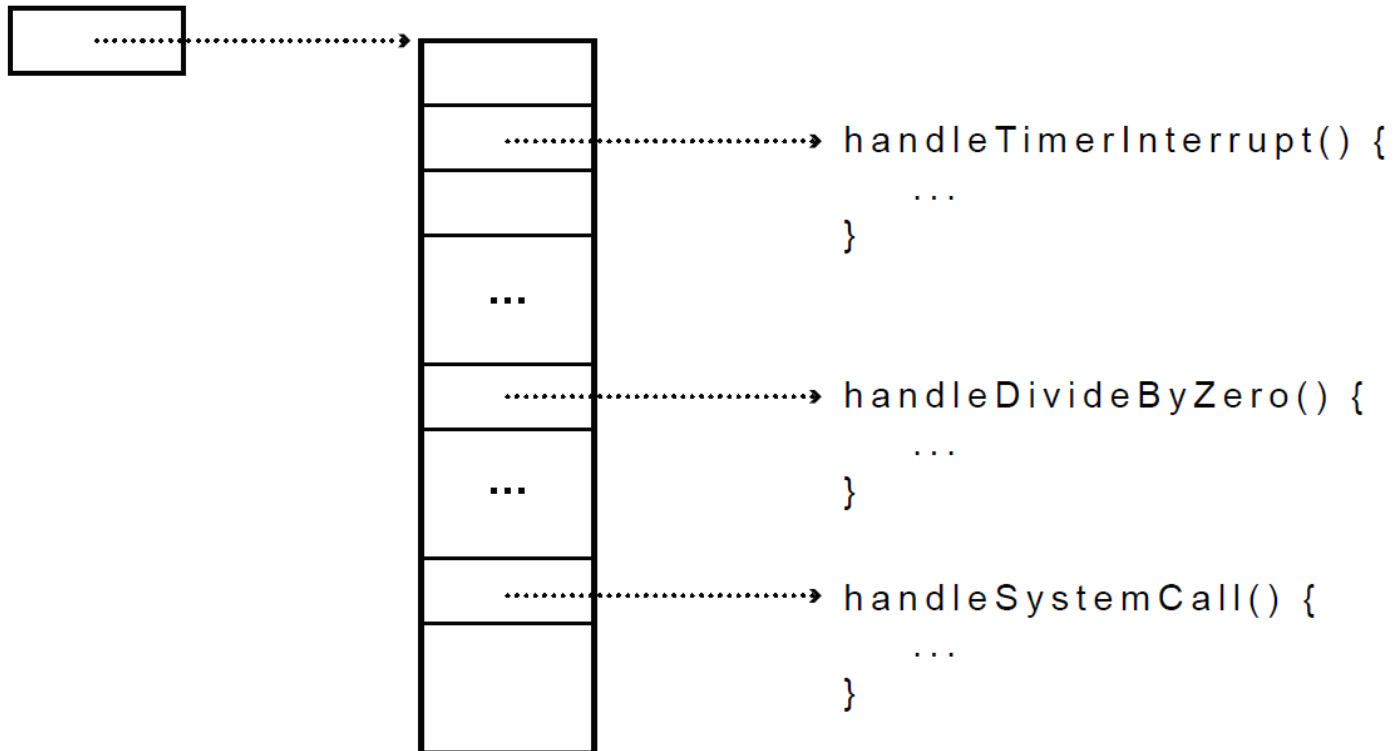 handleTimerInterrupt() {
...
}
...
handleDivideByZero() {
...
}
...
handleSystemCall() {
...
}